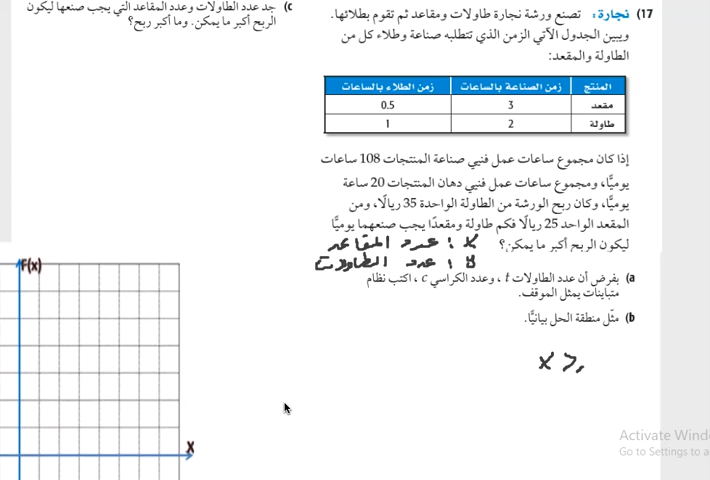 17) نجارة: تصنع ورشة نجارة طاولات ومقاعد ثم تقوم بطلائها.
ويبين الجدول الآتي الزمن الذي تتطلبه صناعة وطلاء كل من
الطاولة والمقعد:
المنتج زمن الصناعة بالساعات زمن الطلاء بالساعات
مقعد 3 0.5
طاولة 2 1
إذا كان مجموع ساعات عمل فنيي صناعة المنتجات 108 ساعات
يوميًّا، ومجموع ساعات عمل فنيي دهان المنتجات 20 ساعة
يوميًّا، وكان ربح الورشة من الطاولة الواحدة 35 ريالًا، ومن
المقعد الواحد 25 ريالًا فكم طاولة ومقعدًا يجب صنعهما يوميًّا
ليكون الربح أكبر ما يمكن؟
x : عدد المقاعد
y : عدد الطاولات
a) بفرض أن عدد الطاولات t ، وعدد الكراسي c ، اكتب نظام
متباينات يمثل الموقف.
b) مثّل منطقة الحل بيانيًّا.
x >,
c) جد عدد الطاولات وعدد المقاعد التي يجب صنعها ليكون
الربح أكبر ما يمكن. وما أكبر ربح؟
F(x)
X
Activate Wind
Go to Settings to a